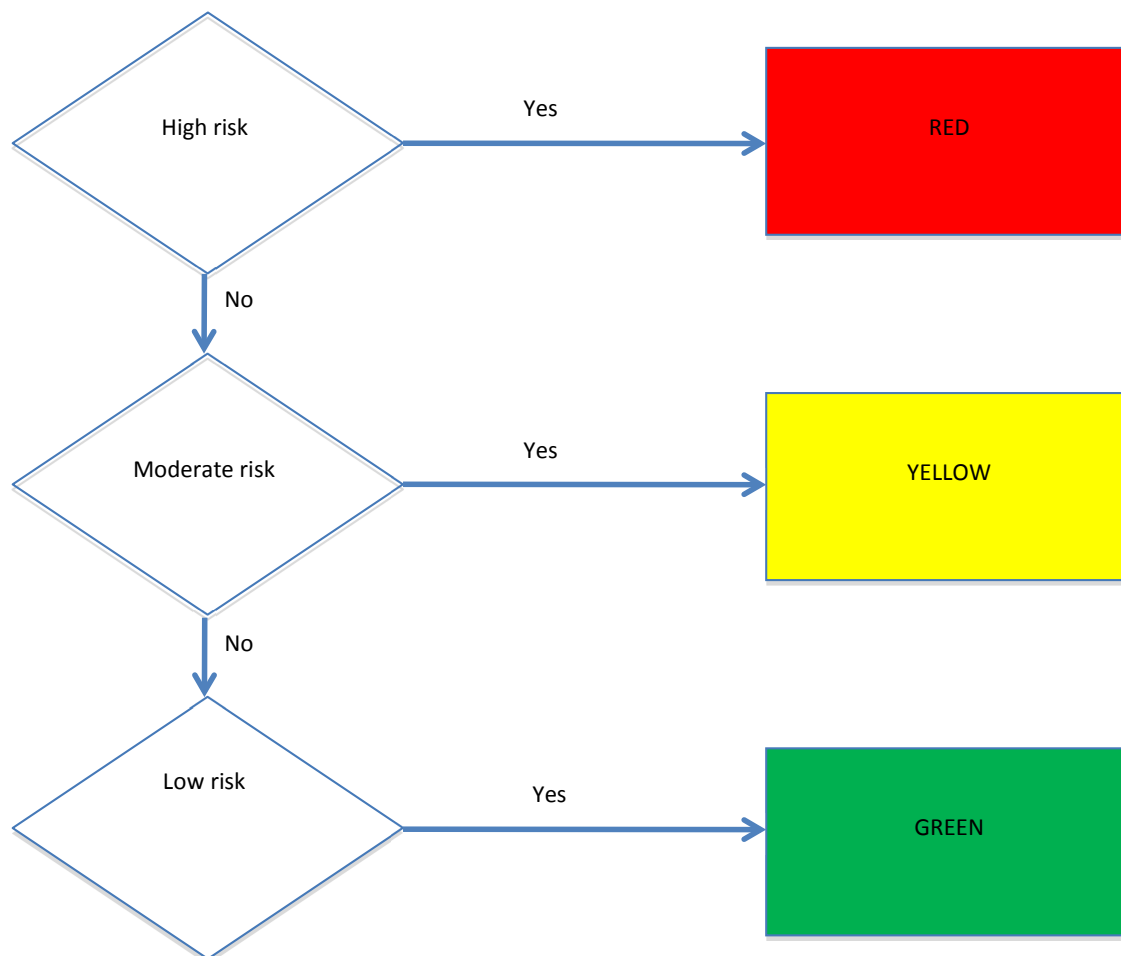 High risk
Yes
RED
No
Moderate risk
Yes
YELLOW
No
Low risk
Yes
GREEN